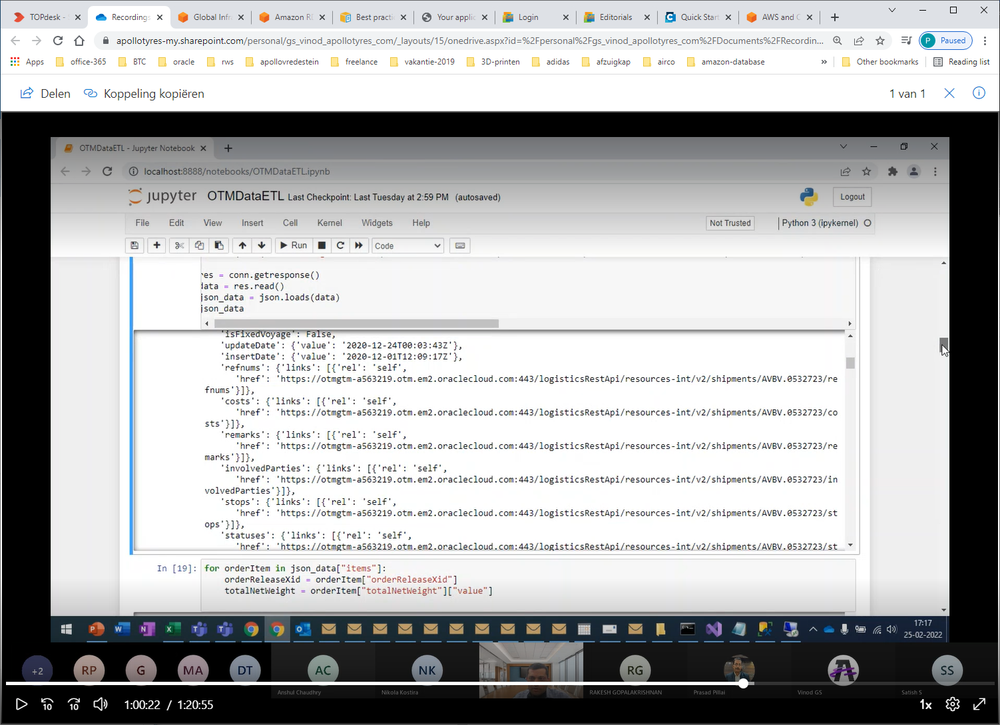 TOPdesk -
Recordings
Global Infra
Amazon RD
Best practi
Your applic
Login
Editorials
Quick Start
AWS and C
apollotyres-my.sharepoint.com/personal/gs_vinod_apollotyres_com/_layouts/15/onedrive.aspx?id=%2Fpersonal%2Fgs_vinod_apollotyres_com%2FDocuments%2FRecordin...
P Paused
Apps office-365 BTC oracle rws apollovredestein freelance vakantie-2019 3D-printen adidas afzuigkap airco amazon-database » Other bookmarks Reading list
Delen Koppeling kopiëren 1 van 1
OTMDataETL - Jupyter Notebook
localhost:8888/notebooks/OTMDataETL.ipynb
jupyter OTMDataETL Last Checkpoint: Last Tuesday at 2:59 PM (autosaved) Logout
File Edit View Insert Cell Kernel Widgets Help Not Trusted Python 3 (ipykernel)
Run Code
res = conn.getresponse()
data = res.read()
json_data = json.loads(data)
json_data
'isFixedVoyage': False,
'updateDate': {'value': '2020-12-24T00:03:43Z'},
'insertDate': {'value': '2020-12-01T12:09:17Z'},
'refnums': {'links': [{'rel': 'self',
'href': 'https://otmgtm-a563219.otm.em2.oraclecloud.com:443/logisticsRestApi/resources-int/v2/shipments/AVBV.0532723/re
fnums'}]},
'costs': {'links': [{'rel': 'self',
'href': 'https://otmgtm-a563219.otm.em2.oraclecloud.com:443/logisticsRestApi/resources-int/v2/shipments/AVBV.0532723/co
sts'}]},
'remarks': {'links': [{'rel': 'self',
'href': 'https://otmgtm-a563219.otm.em2.oraclecloud.com:443/logisticsRestApi/resources-int/v2/shipments/AVBV.0532723/re
marks'}]},
'involvedParties': {'links': [{'rel': 'self',
'href': 'https://otmgtm-a563219.otm.em2.oraclecloud.com:443/logisticsRestApi/resources-int/v2/shipments/AVBV.0532723/in
volvedParties'}]},
'stops': {'links': [{'rel': 'self',
'href': 'https://otmgtm-a563219.otm.em2.oraclecloud.com:443/logisticsRestApi/resources-int/v2/shipments/AVBV.0532723/st
ops'}]},
'statuses': {'links': [{'rel': 'self',
'href': 'https://otmgtm-a563219.otm.em2.oraclecloud.com:443/logisticsRestApi/resources-int/v2/shipments/AVBV.0532723/st
In [19]: for orderItem in json_data["items"]:
orderReleaseXid = orderItem["orderReleaseXid"]
totalNetWeight = orderItem["totalNetWeight"]["value"]
17:17
25-02-2022
+2 RP G MA DT AC NK RG SS
Anshul Chaudhry Nikola Kostira RAKESH GOPALAKRISHNAN Prasad Pillai Vinod GS Satish S
10 10 1:00:22 / 1:20:55 1x